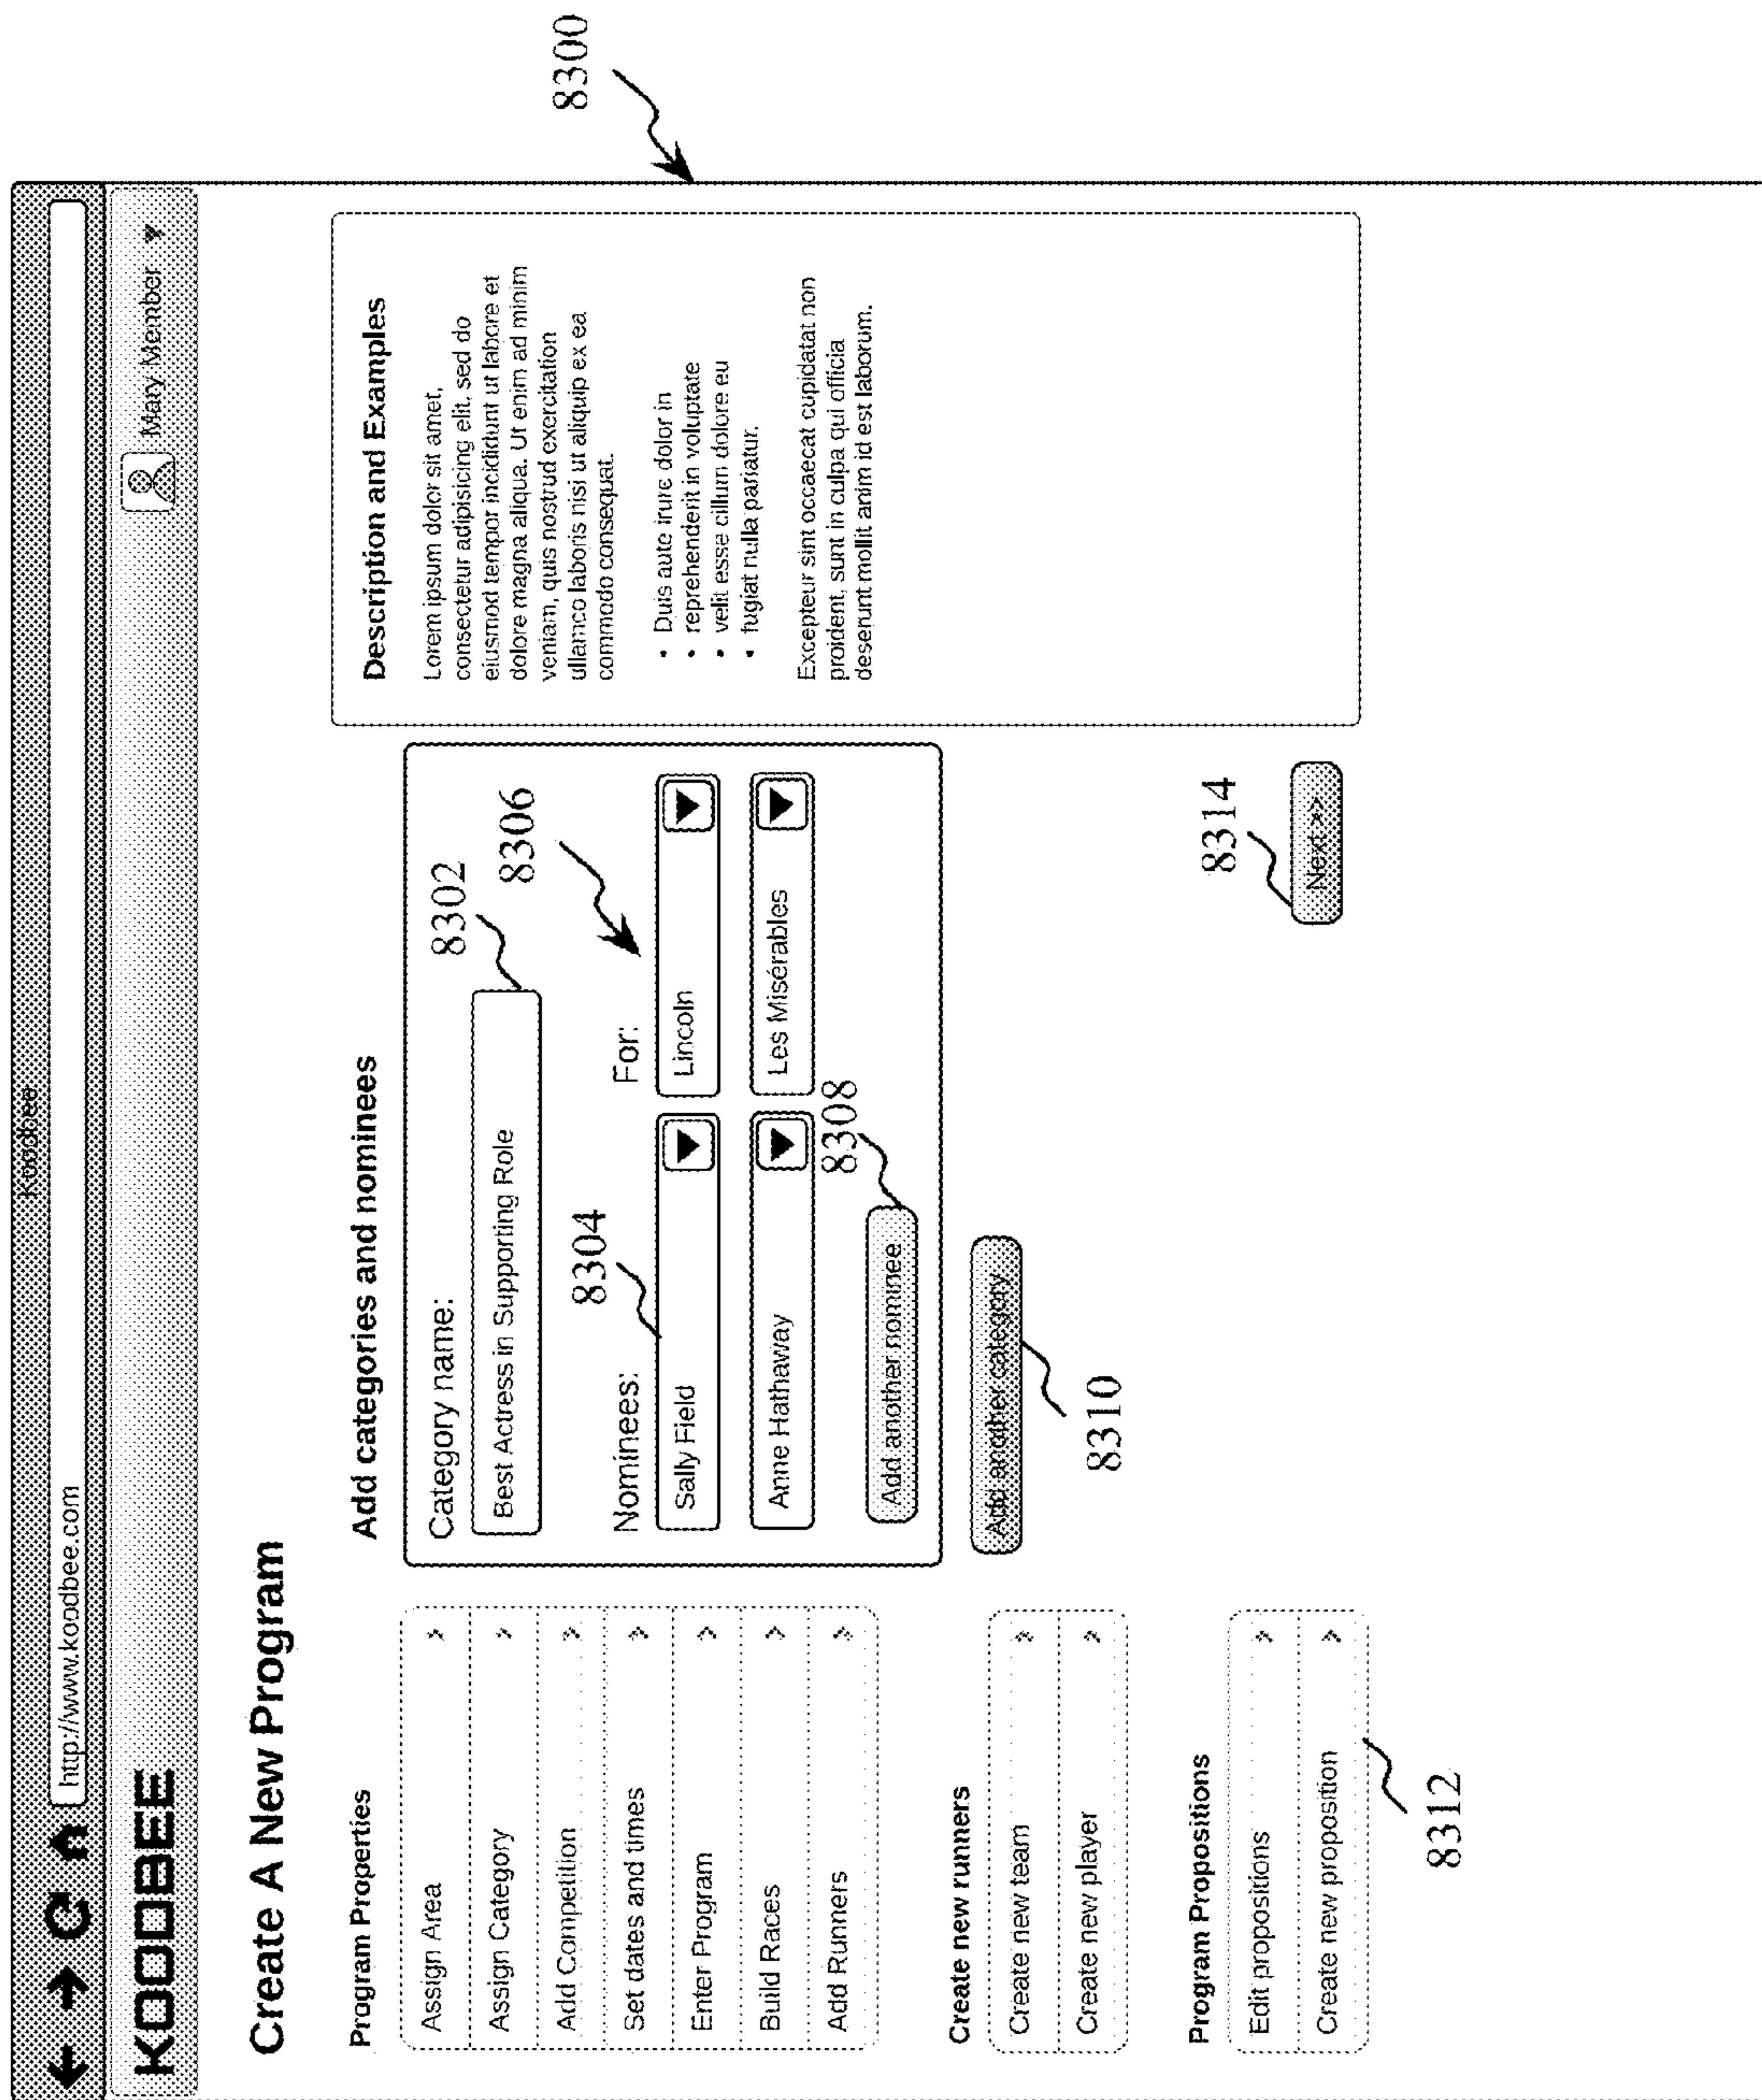 Koodbee
http://www.koodbee.com
KOODBEE
Mary Member
Create A New Program
8300
Program Properties
Assign Area >
Assign Category >
Add Competition >
Set dates and times >
Enter Program >
Build Races >
Add Runners >
Create new runners
Create new team >
Create new player >
Program Propositions
Edit propositions >
Create new proposition >
8312
Add categories and nominees
Category name:
8302
Best Actress in Supporting Role
8304
8306
Nominees:
For:
Sally Field
Lincoln
Anne Hathaway
Les Misérables
8308
Add another nominee
Add another category
8310
8314
Next >>
Description and Examples
Lorem ipsum dolor sit amet,
consectetur adipisicing elit, sed do
eiusmod tempor incididunt ut labore et
dolore magna aliqua. Ut enim ad minim
veniam, quis nostrud exercitation
ullamco laboris nisi ut aliquip ex ea
commodo consequat.
• Duis aute irure dolor in
• reprehenderit in voluptate
• velit esse cillum dolore eu
• fugiat nulla pariatur.
Excepteur sint occaecat cupidatat non
proident, sunt in culpa qui officia
deserunt mollit anim id est laborum.